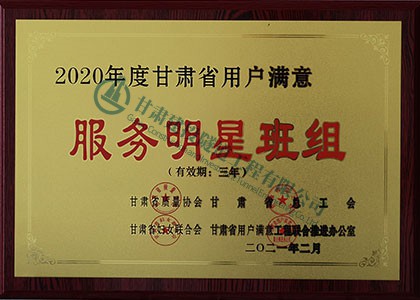 2020年度甘肃省用户满意
服务明星班组
(有效期：三年)
甘肃省质量协会 甘肃省总工会
甘肃省妇女联合会 甘肃省用户满意工程联合推进办公室
二〇二一年二月